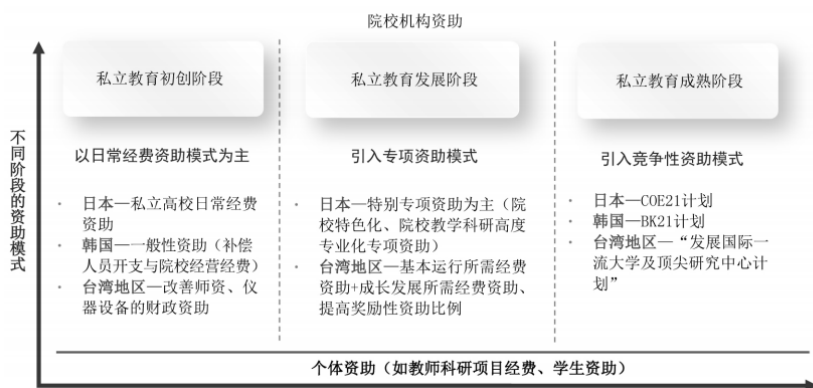 院校机构资助
私立教育初创阶段
私立教育发展阶段
私立教育成熟阶段
不同阶段的资助模式
以日常经费资助模式为主
· 日本—私立高校日常经费
资助
· 韩国—一般性资助（补偿
人员开支与院校经营经费）
· 台湾地区—改善师资、仪
器设备的财政资助
引入专项资助模式
· 日本—特别专项资助为主（院
校特色化、院校教学科研高度
专业化专项资助）
· 台湾地区—基本运行所需经费
资助+成长发展所需经费资助、
提高奖励性资助比例
引入竞争性资助模式
· 日本—COE21计划
· 韩国—BK21计划
· 台湾地区—“发展国际一
流大学及顶尖研究中心计
划”
个体资助（如教师科研项目经费、学生资助）